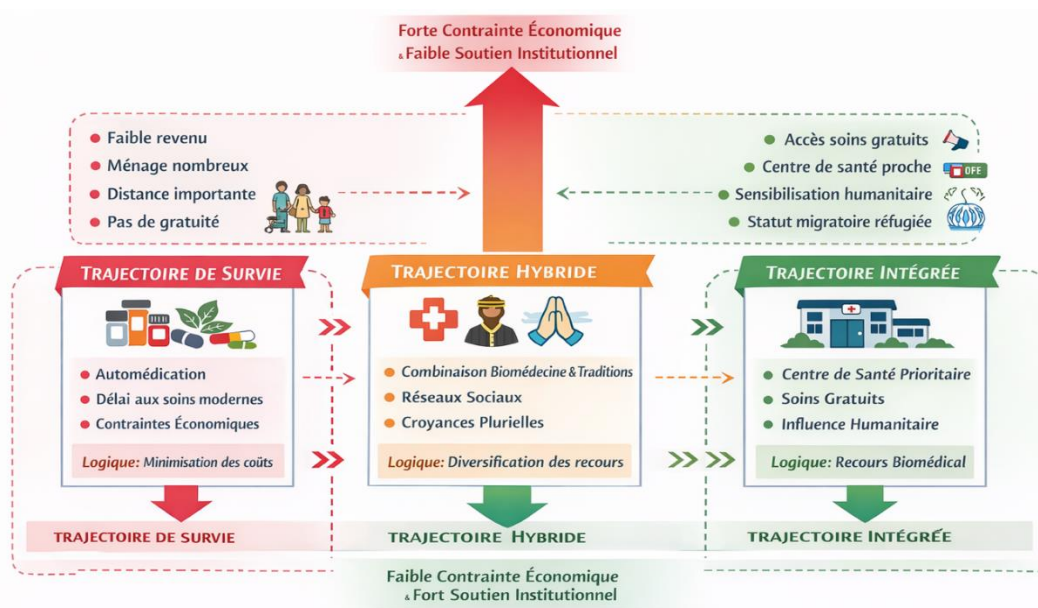 Forte Contrainte Économique
& Faible Soutien Institutionnel
Faible revenu
Ménage nombreux
Distance importante
Pas de gratuité
Accès soins gratuits
Centre de santé proche
OFE
Sensibilisation humanitaire
Statut migratoire réfugiée
TRAJECTOIRE DE SURVIE
Automédication
Délai aux soins modernes
Contraintes Économiques
Logique: Minimisation des coûts
TRAJECTOIRE HYBRIDE
Combinaison Biomédecine & Traditions
Réseaux Sociaux
Croyances Plurielles
Logique: Diversification des recours
TRAJECTOIRE INTÉGRÉE
Centre de Santé Prioritaire
Soins Gratuits
Influence Humanitaire
Logique: Recours Biomédical
TRAJECTOIRE DE SURVIE
TRAJECTOIRE HYBRIDE
TRAJECTOIRE INTÉGRÉE
Faible Contrainte Économique
& Fort Soutien Institutionnel